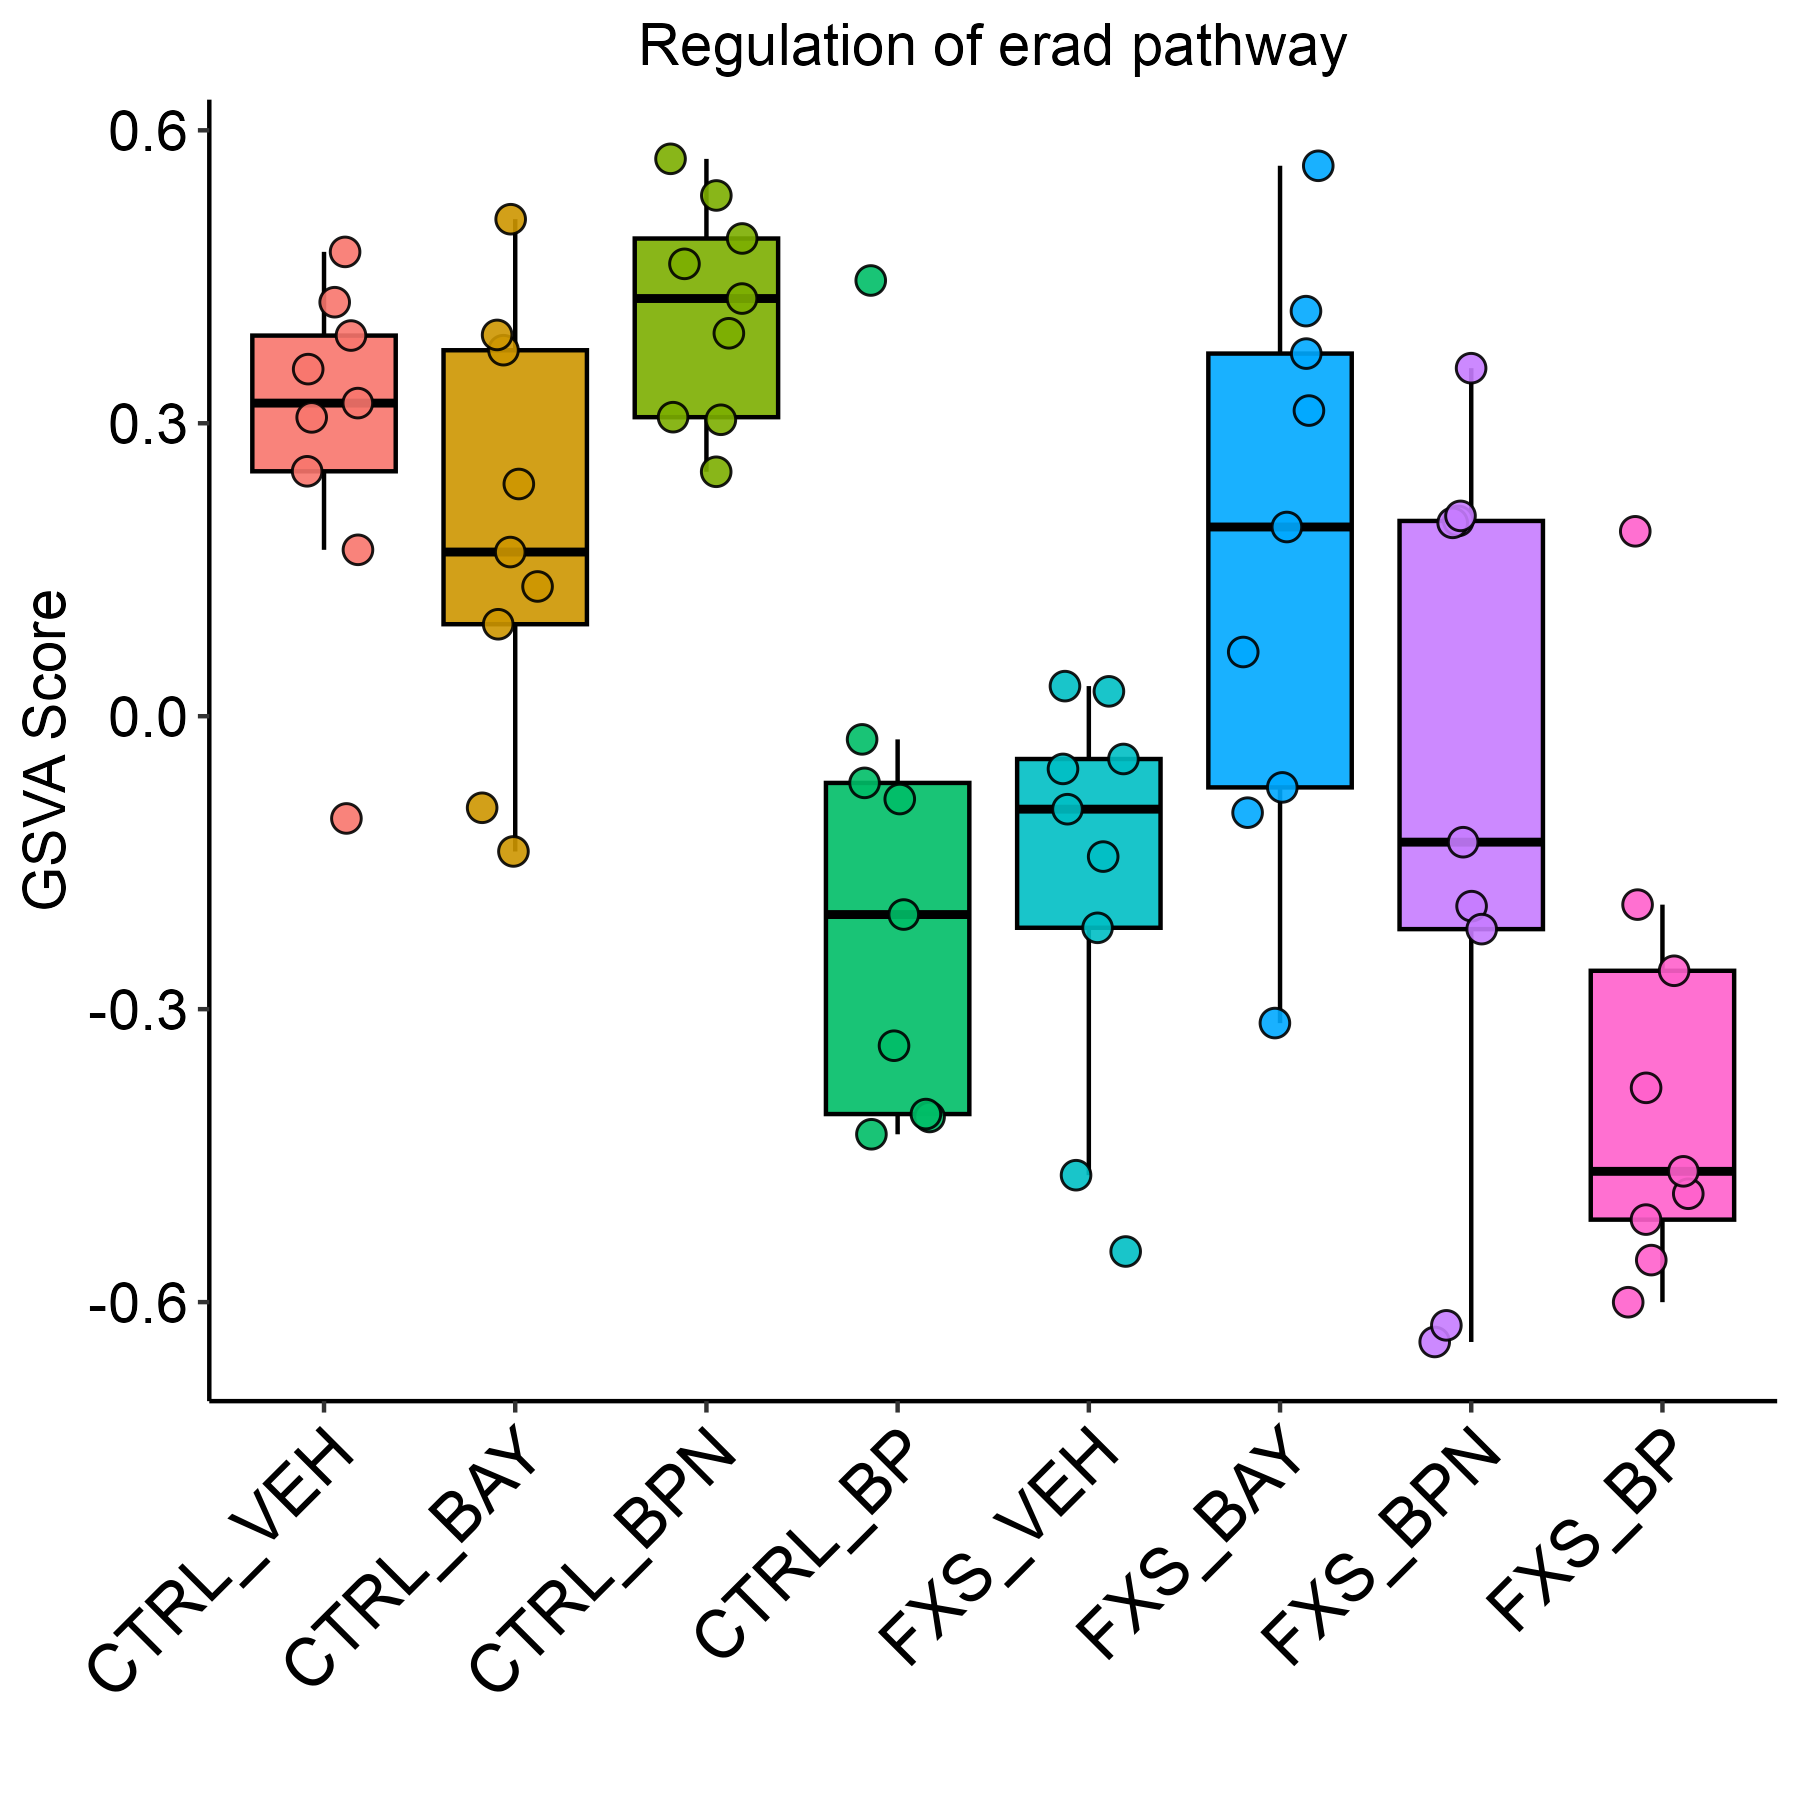 Regulation of erad pathway
GSVA Score
0.6
0.3
0.0
-0.3
-0.6
CTRL_VEH
CTRL_BAY
CTRL_BPN
CTRL_BP
FXS_VEH
FXS_BAY
FXS_BPN
FXS_BP